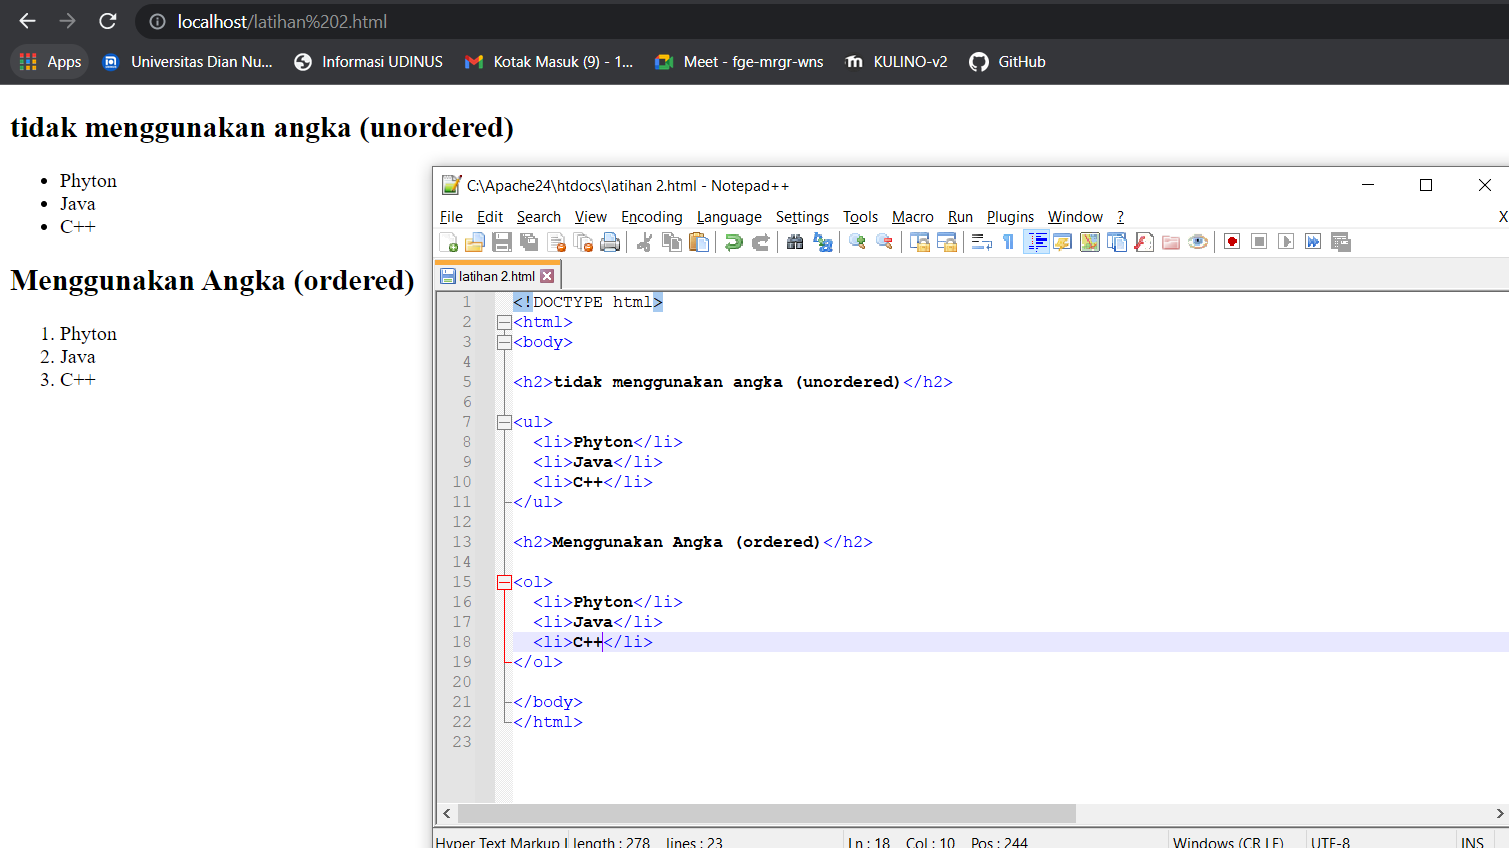 localhost/latihan%202.html
Apps Universitas Dian Nu... Informasi UDINUS Kotak Masuk (9) - 1... Meet - fge-mrgr-wns KULINO-v2 GitHub
tidak menggunakan angka (unordered)
• Phyton
• Java
• C++
Menggunakan Angka (ordered)
1. Phyton
2. Java
3. C++
C:\Apache24\htdocs\latihan 2.html - Notepad++
File Edit Search View Encoding Language Settings Tools Macro Run Plugins Window ? X
latihan 2.html
1 <!DOCTYPE html>
2 <html>
3 <body>
4
5 <h2>tidak menggunakan angka (unordered)</h2>
6
7 <ul>
8 <li>Phyton</li>
9 <li>Java</li>
10 <li>C++</li>
11 </ul>
12
13 <h2>Menggunakan Angka (ordered)</h2>
14
15 <ol>
16 <li>Phyton</li>
17 <li>Java</li>
18 <li>C++</li>
19 </ol>
20
21 </body>
22 </html>
23
Hyper Text Markup l length : 278 lines : 23 Ln : 18 Col : 10 Pos : 244 Windows (CR LF) UTF-8 INS